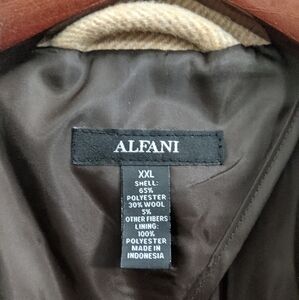 ALFANI
XXL
SHELL:
65%
POLYESTER
30% WOOL
5%
OTHER FIBERS
LINING:
100%
POLYESTER
MADE IN
INDONESIA